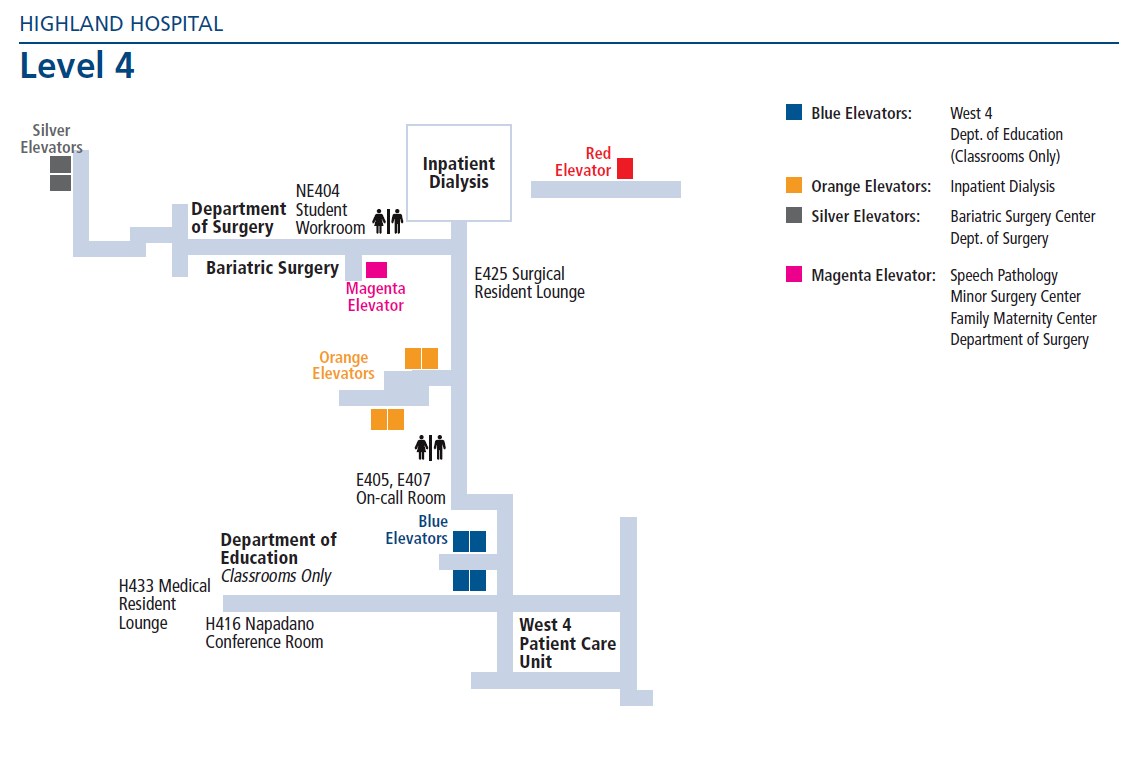 HIGHLAND HOSPITAL
Level 4
Silver
Elevators
Inpatient
Dialysis
Red
Elevator
NE404
Student
Workroom
Department
of Surgery
Bariatric Surgery
Magenta
Elevator
E425 Surgical
Resident Lounge
Orange
Elevators
E405, E407
On-call Room
Blue
Elevators
Department of
Education
Classrooms Only
H433 Medical
Resident
Lounge
H416 Napadano
Conference Room
West 4
Patient Care
Unit
Blue Elevators: West 4
Dept. of Education
(Classrooms Only)
Orange Elevators: Inpatient Dialysis
Silver Elevators: Bariatric Surgery Center
Dept. of Surgery
Magenta Elevator: Speech Pathology
Minor Surgery Center
Family Maternity Center
Department of Surgery